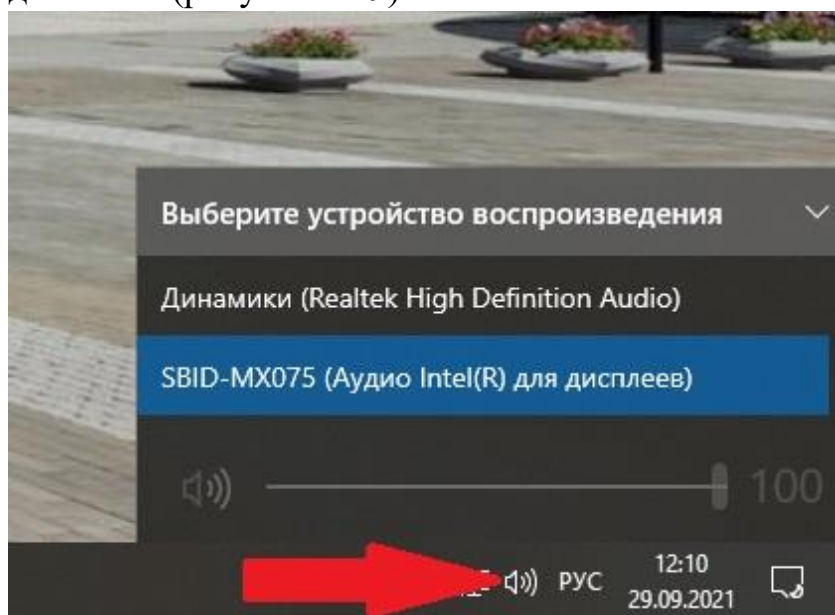 Выберите устройство воспроизведения
Динамики (Realtek High Definition Audio)
SBID-MX075 (Аудио Intel(R) для дисплеев)
100
РУС
12:10
29.09.2021